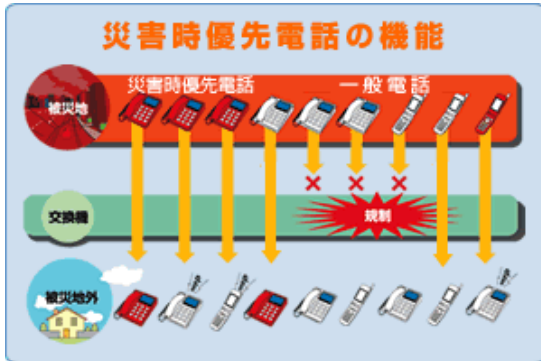 災害時優先電話の機能
災害時優先電話
一般電話
被災地
交換機
規制
被災地外